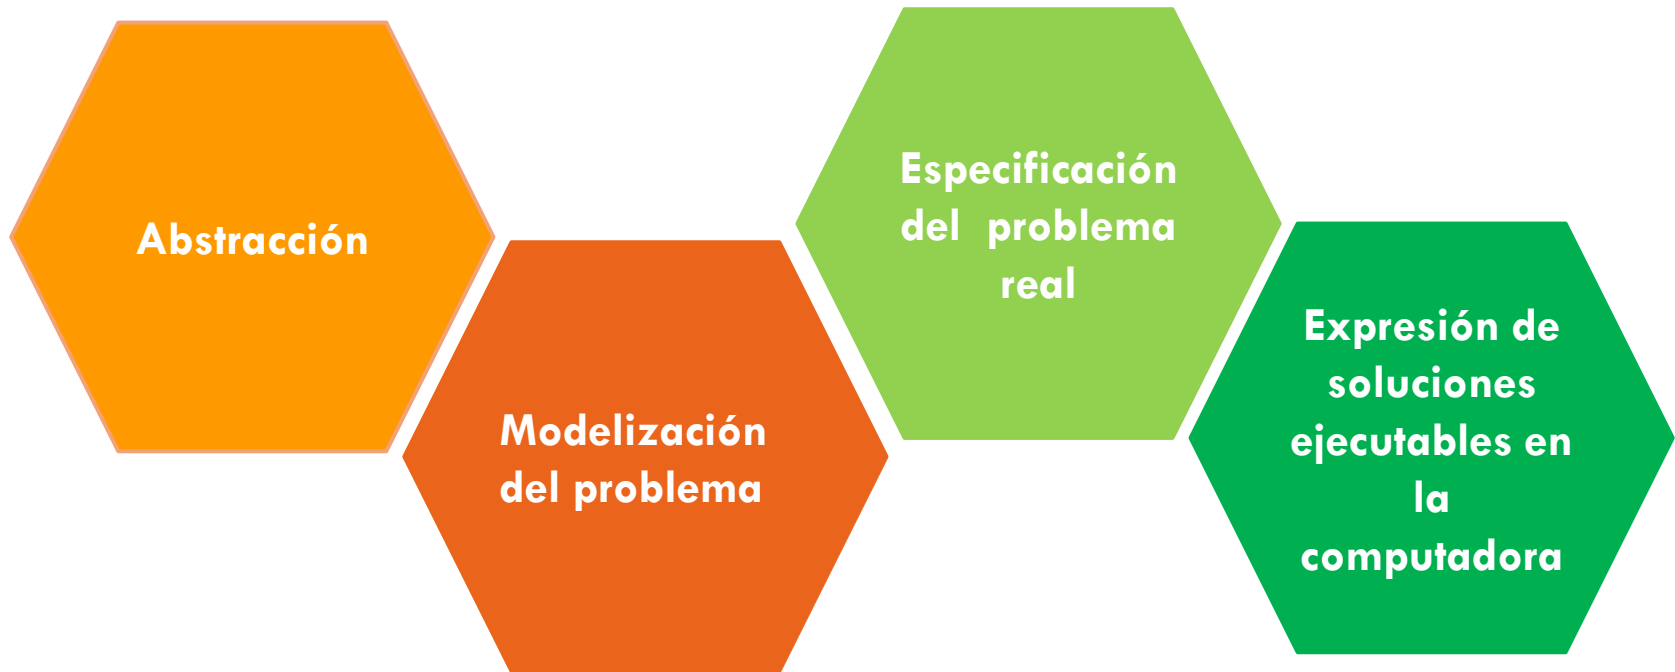 Abstracción
Modelización
del problema
Especificación
del problema
real
Expresión de
soluciones
ejecutables en
la
computadora